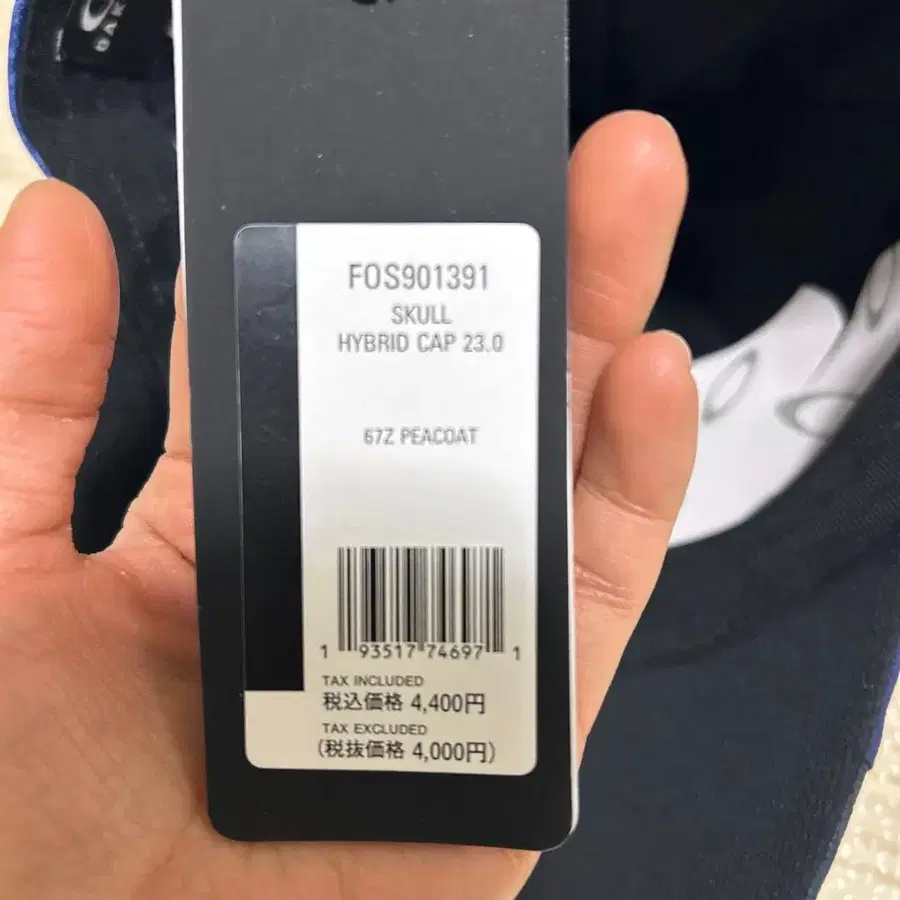 FOS901391
SKULL
HYBRID CAP 23.0
67Z PEACOAT
1 93517 74697 1
TAX INCLUDED
税込価格 4,400円
TAX EXCLUDED
(税抜価格 4,000円)